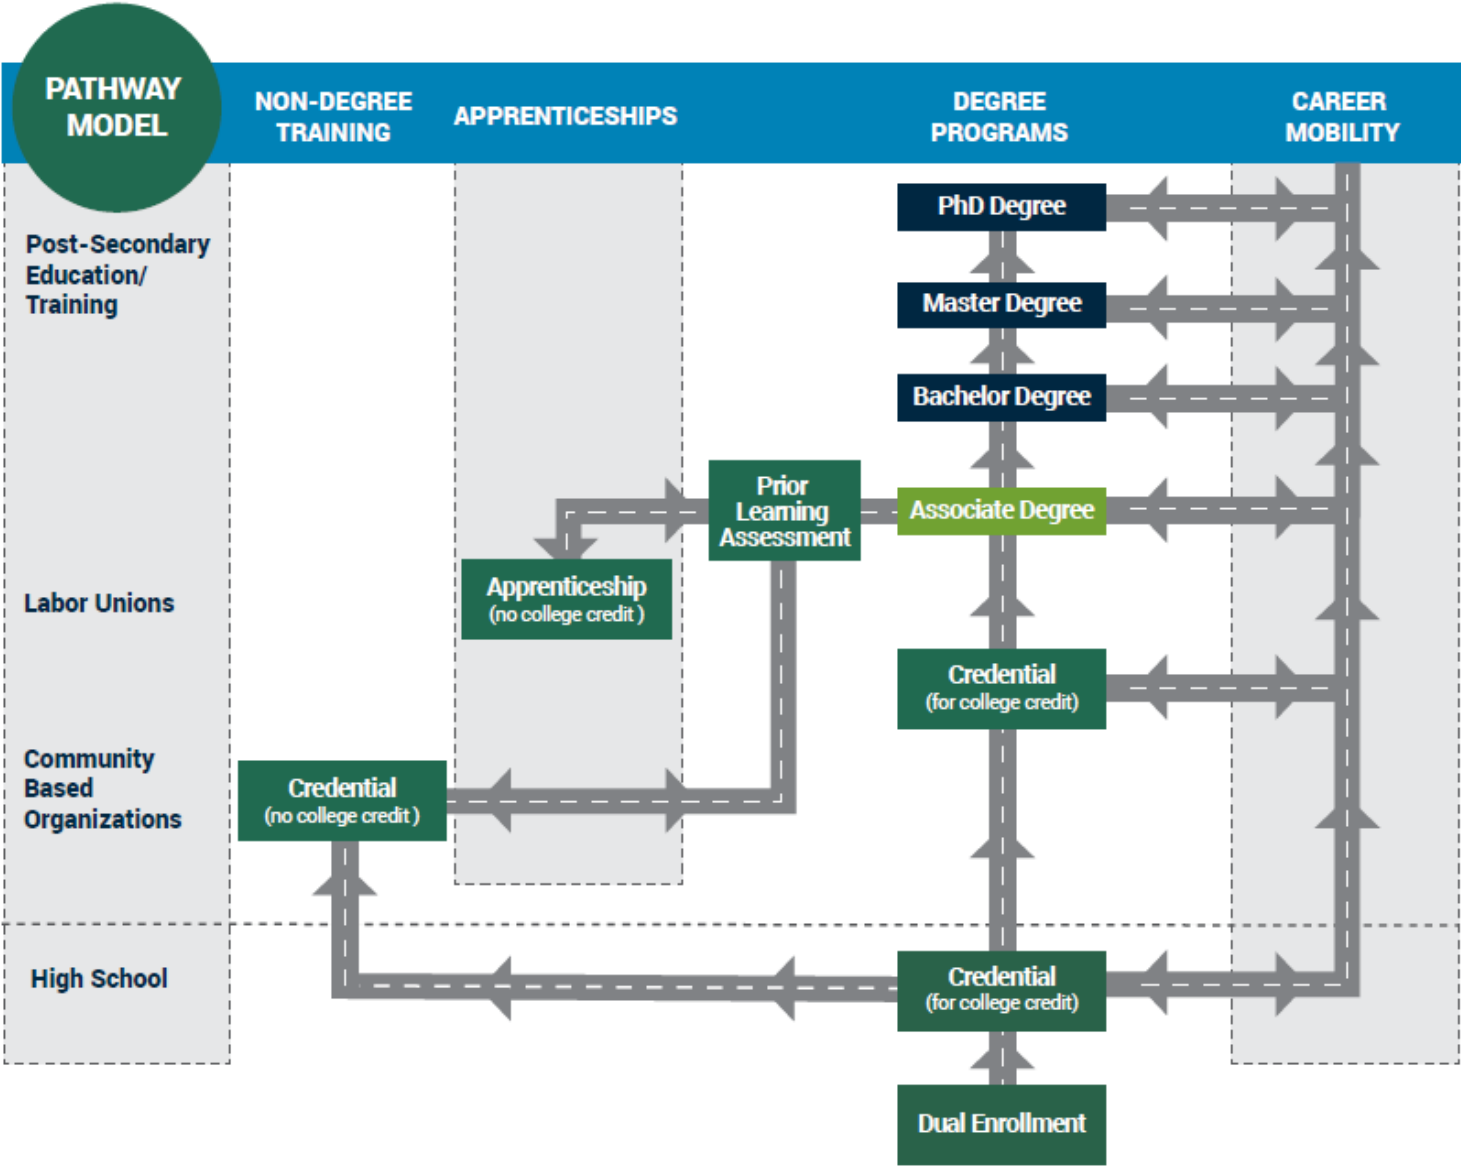 PATHWAY
MODEL
NON-DEGREE
TRAINING
APPRENTICESHIPS
DEGREE
PROGRAMS
CAREER
MOBILITY
Post-Secondary
Education/
Training
PhD Degree
Master Degree
Bachelor Degree
Prior
Learning
Assessment
Associate Degree
Labor Unions
Apprenticeship
(no college credit )
Credential
(for college credit)
Community
Based
Organizations
Credential
(no college credit )
High School
Credential
(for college credit)
Dual Enrollment